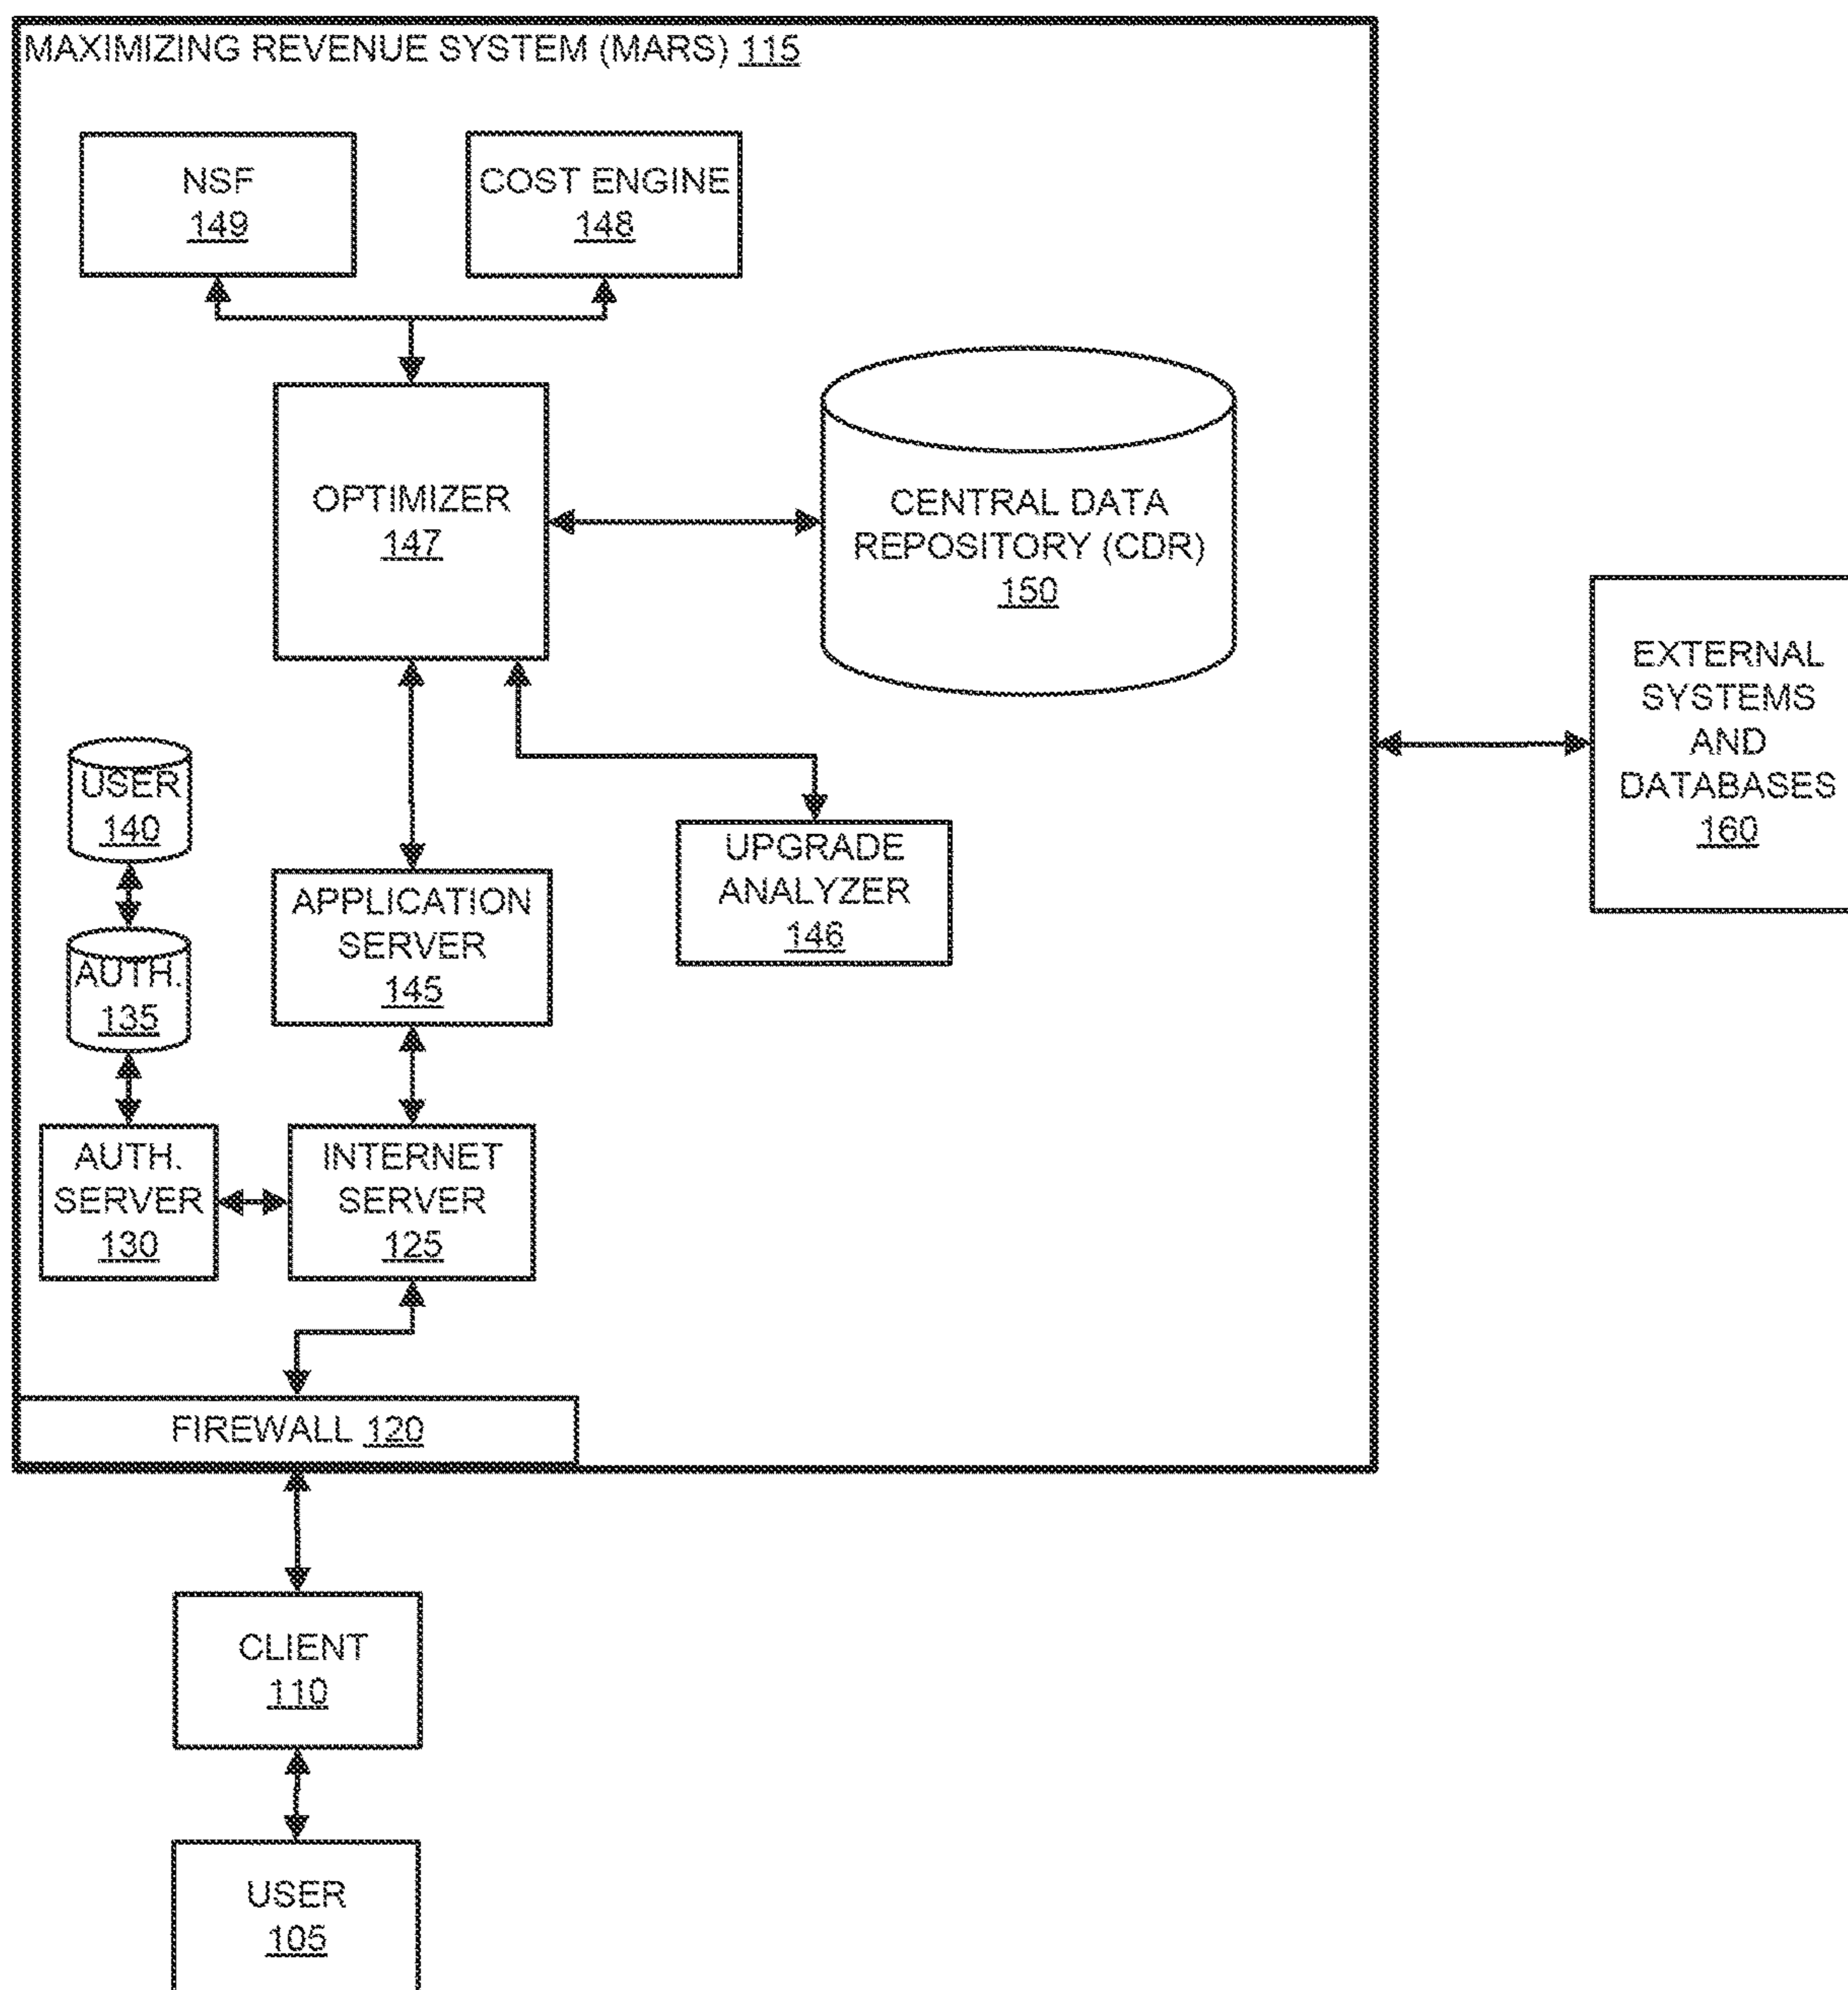 MAXIMIZING REVENUE SYSTEM (MARS) 115
NSF
149
COST ENGINE
148
OPTIMIZER
147
CENTRAL DATA
REPOSITORY (CDR)
150
EXTERNAL
SYSTEMS
AND
DATABASES
160
USER
140
UPGRADE
ANALYZER
146
APPLICATION
SERVER
145
AUTH.
135
AUTH.
SERVER
130
INTERNET
SERVER
125
FIREWALL 120
CLIENT
110
USER
105